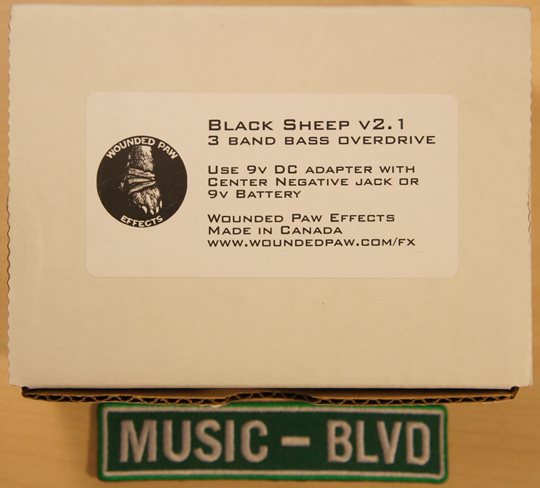 WOUNDED PAW
EFFECTS
BLACK SHEEP V2.1
3 BAND BASS OVERDRIVE
USE 9V DC ADAPTER WITH
CENTER NEGATIVE JACK OR
9V BATTERY
WOUNDED PAW EFFECTS
MADE IN CANADA
WWW.WOUNDEDPAW.COM/FX
MUSIC - BLVD